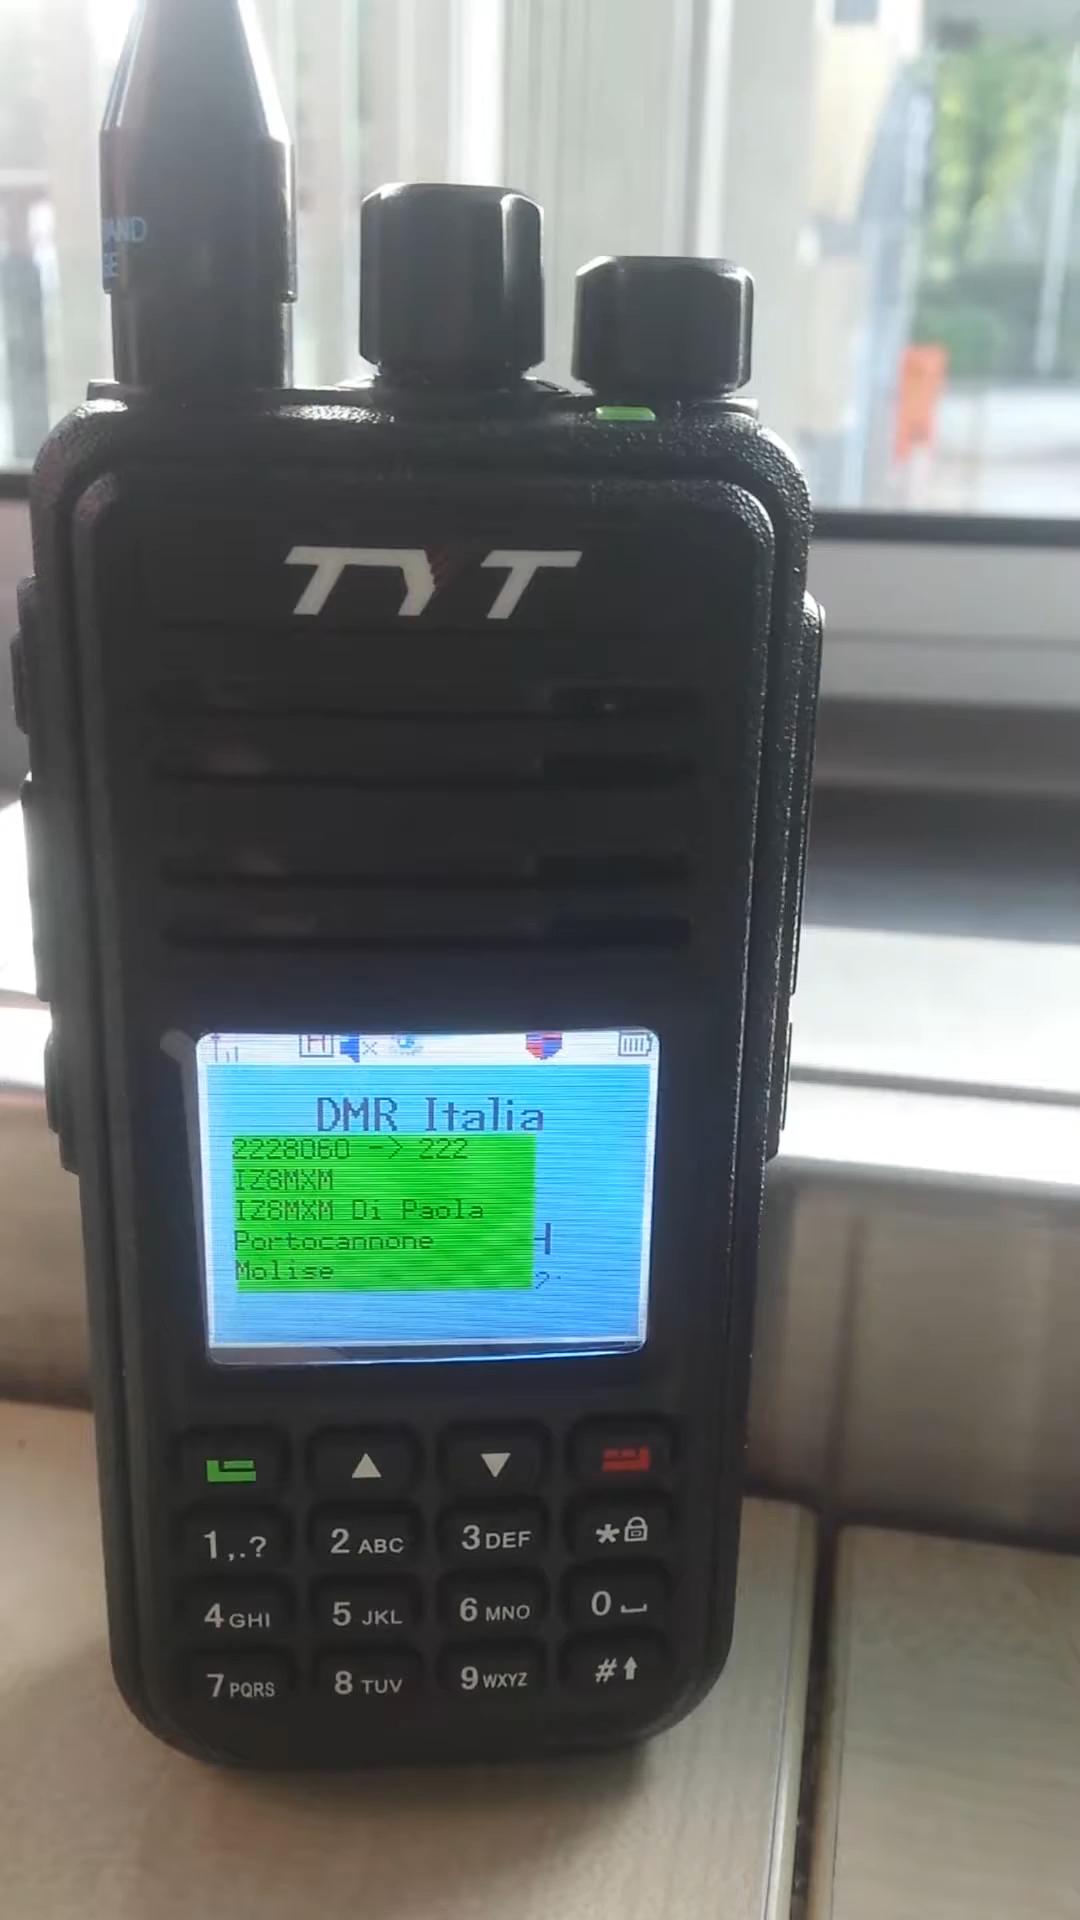 TYT
H
DMR Italia
2228060 -> 222
IZ8MXM
IZ8MXM Di Paola
Portocannone
Molise
1,.? 2 ABC 3 DEF *
4 GHI 5 JKL 6 MNO 0
7 PQRS 8 TUV 9 WXYZ #